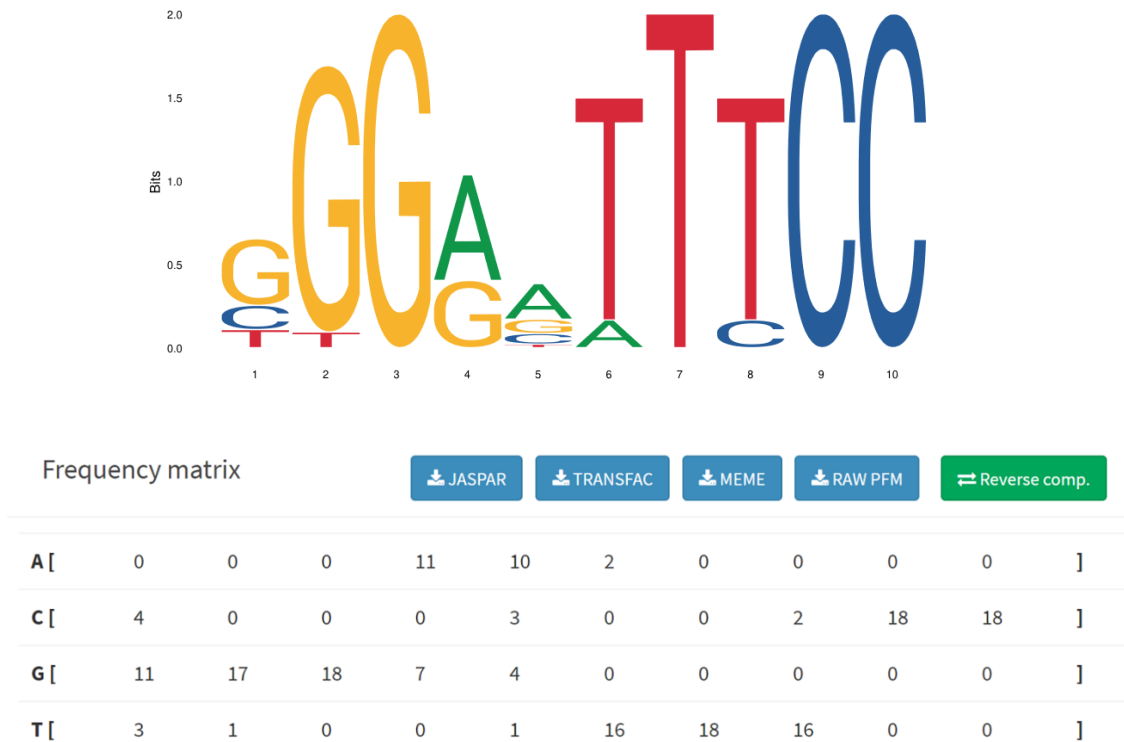 2.0
1.5
Bits
1.0
0.5
0.0
G G G A A T T T C C
C T G G A C
T C
T
1 2 3 4 5 6 7 8 9 10
Frequency matrix JASPAR TRANSFAC MEME RAW PFM Reverse comp.
A [ 0 0 0 11 10 2 0 0 0 0 ]
C [ 4 0 0 0 3 0 0 2 18 18 ]
G [ 11 17 18 7 4 0 0 0 0 0 ]
T [ 3 1 0 0 1 16 18 16 0 0 ]